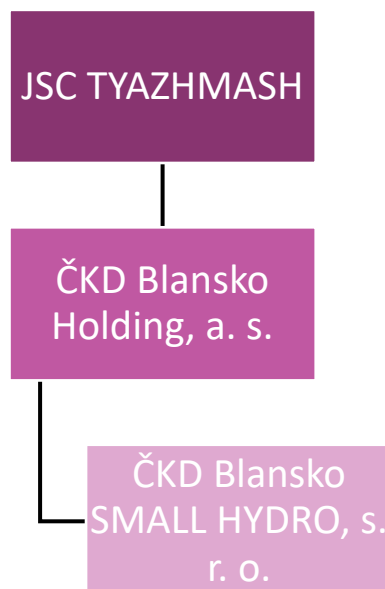 JSC TYAZHMASH
ČKD Blansko
Holding, a. s.
ČKD Blansko
SMALL HYDRO, s.
r. o.